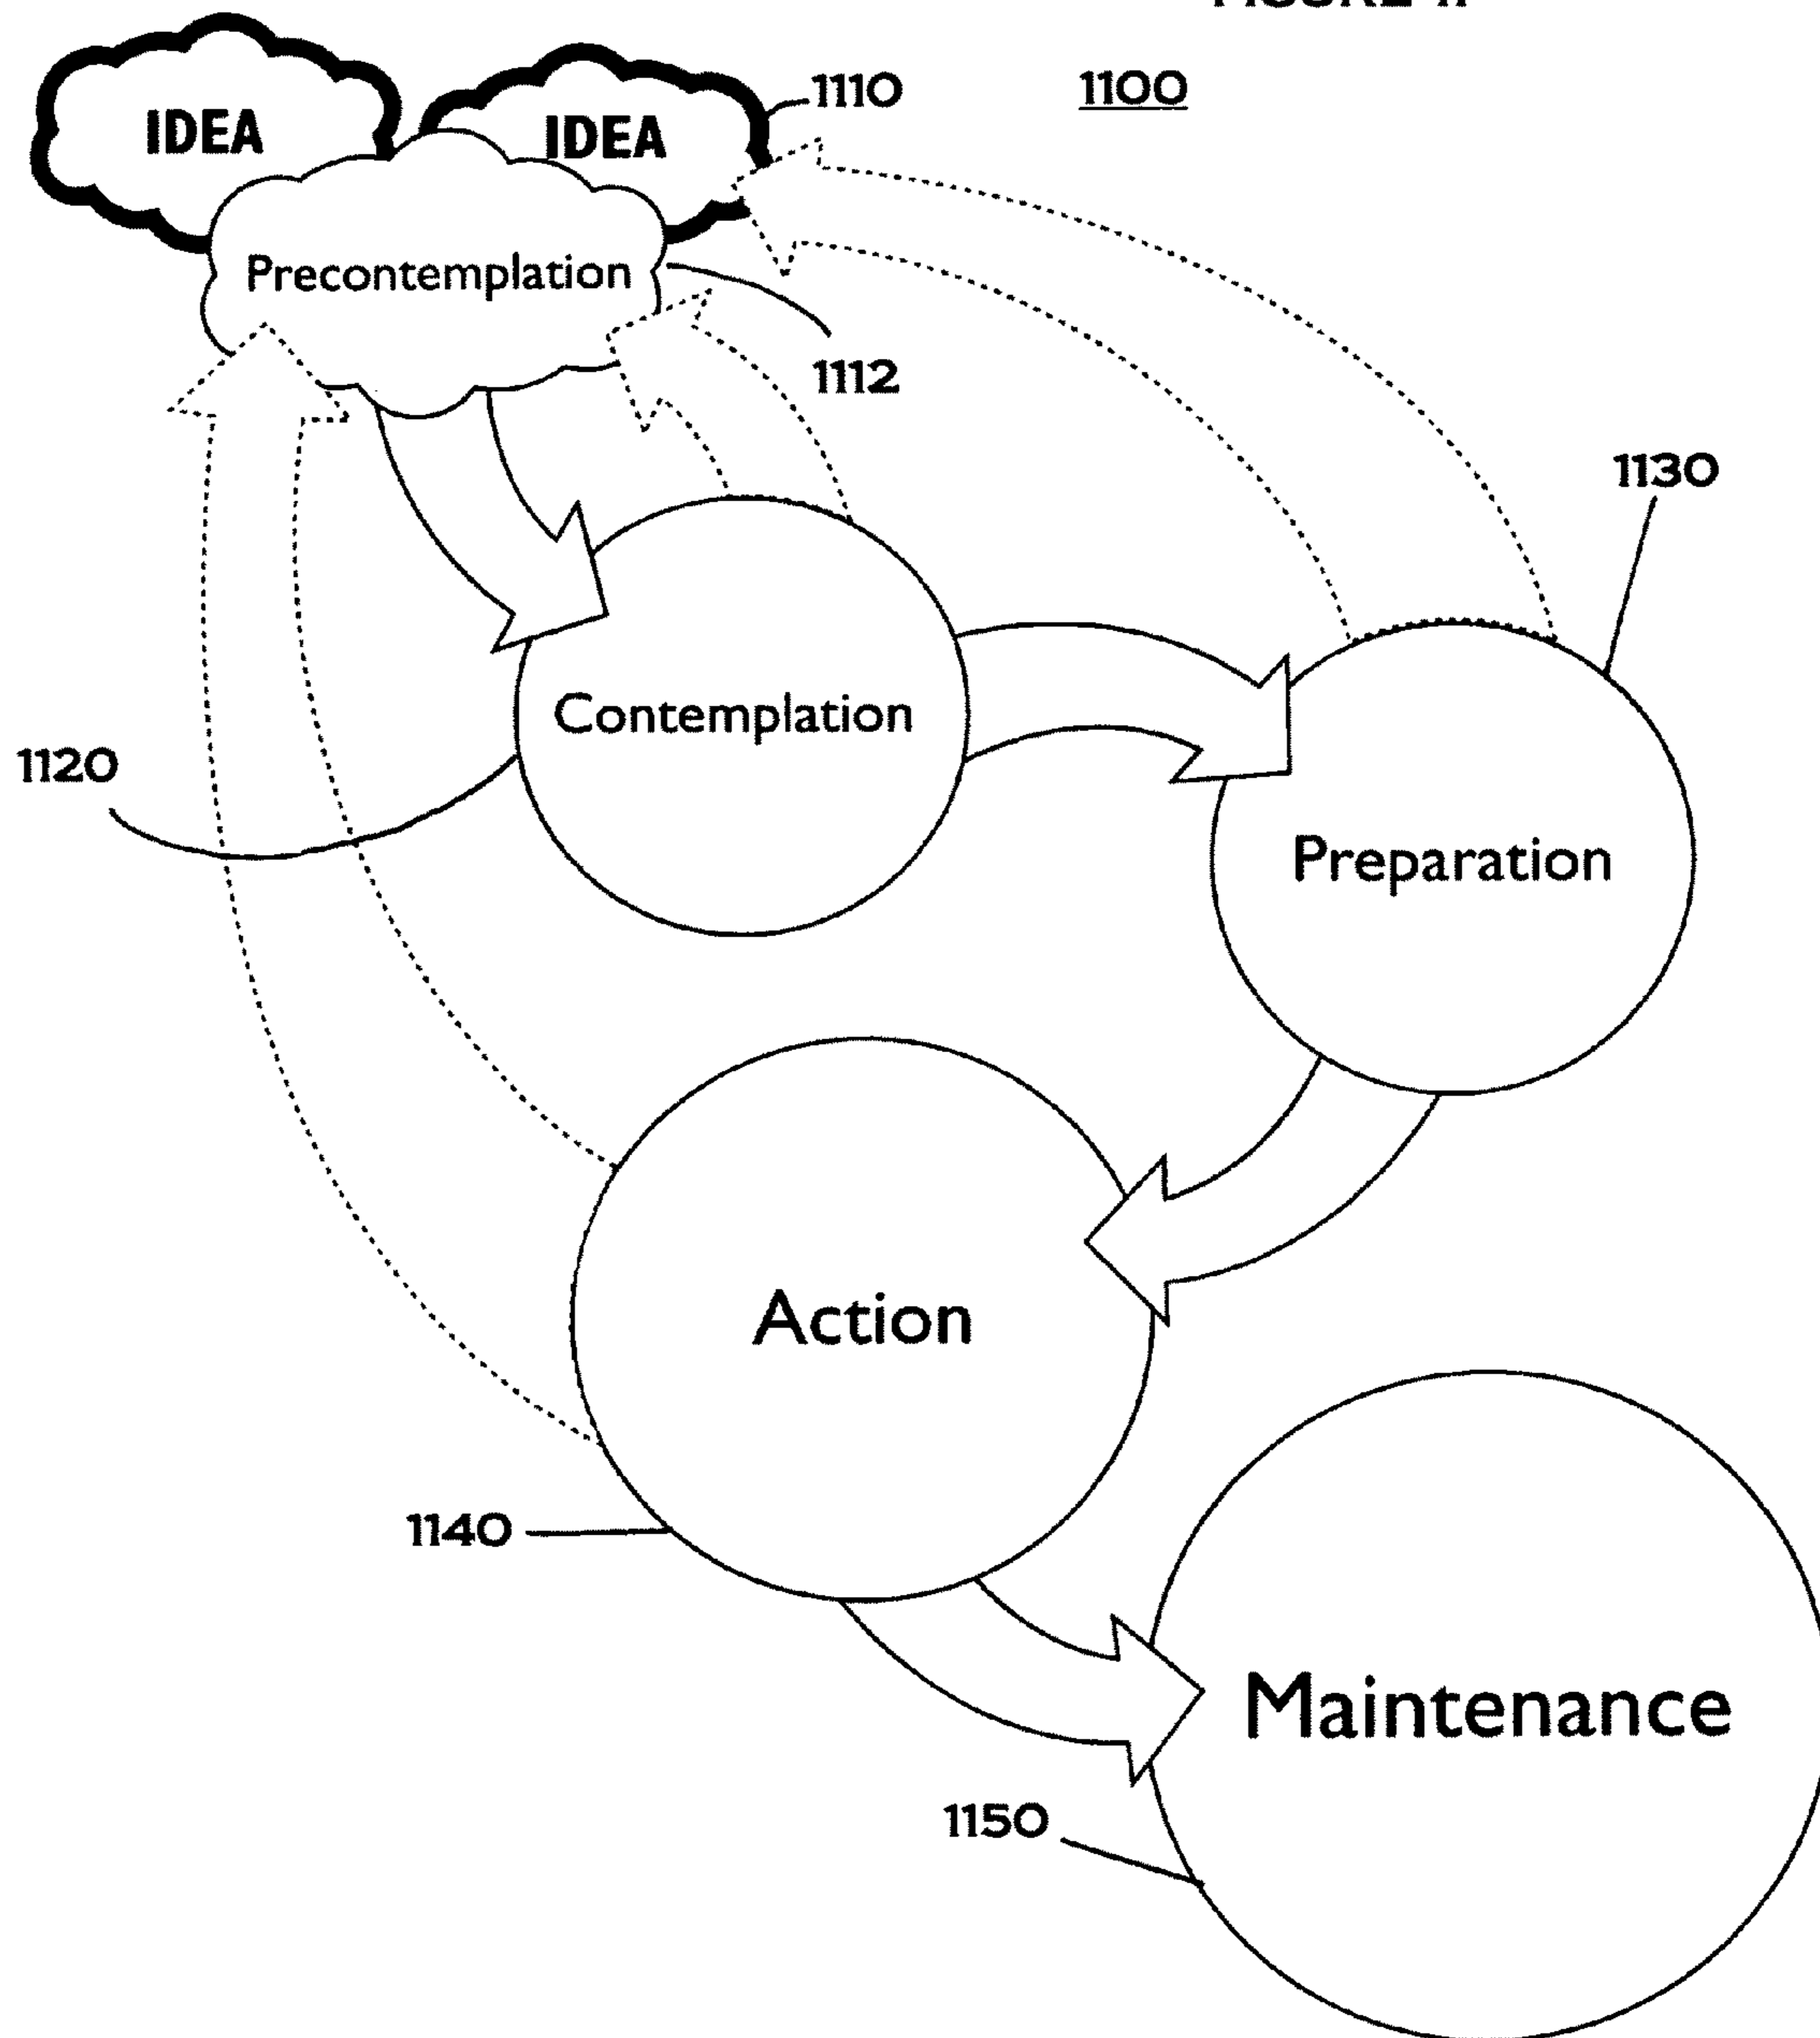 1110
1100
IDEA
IDEA
Precontemplation
1112
1130
Contemplation
1120
Preparation
Action
1140
Maintenance
1150